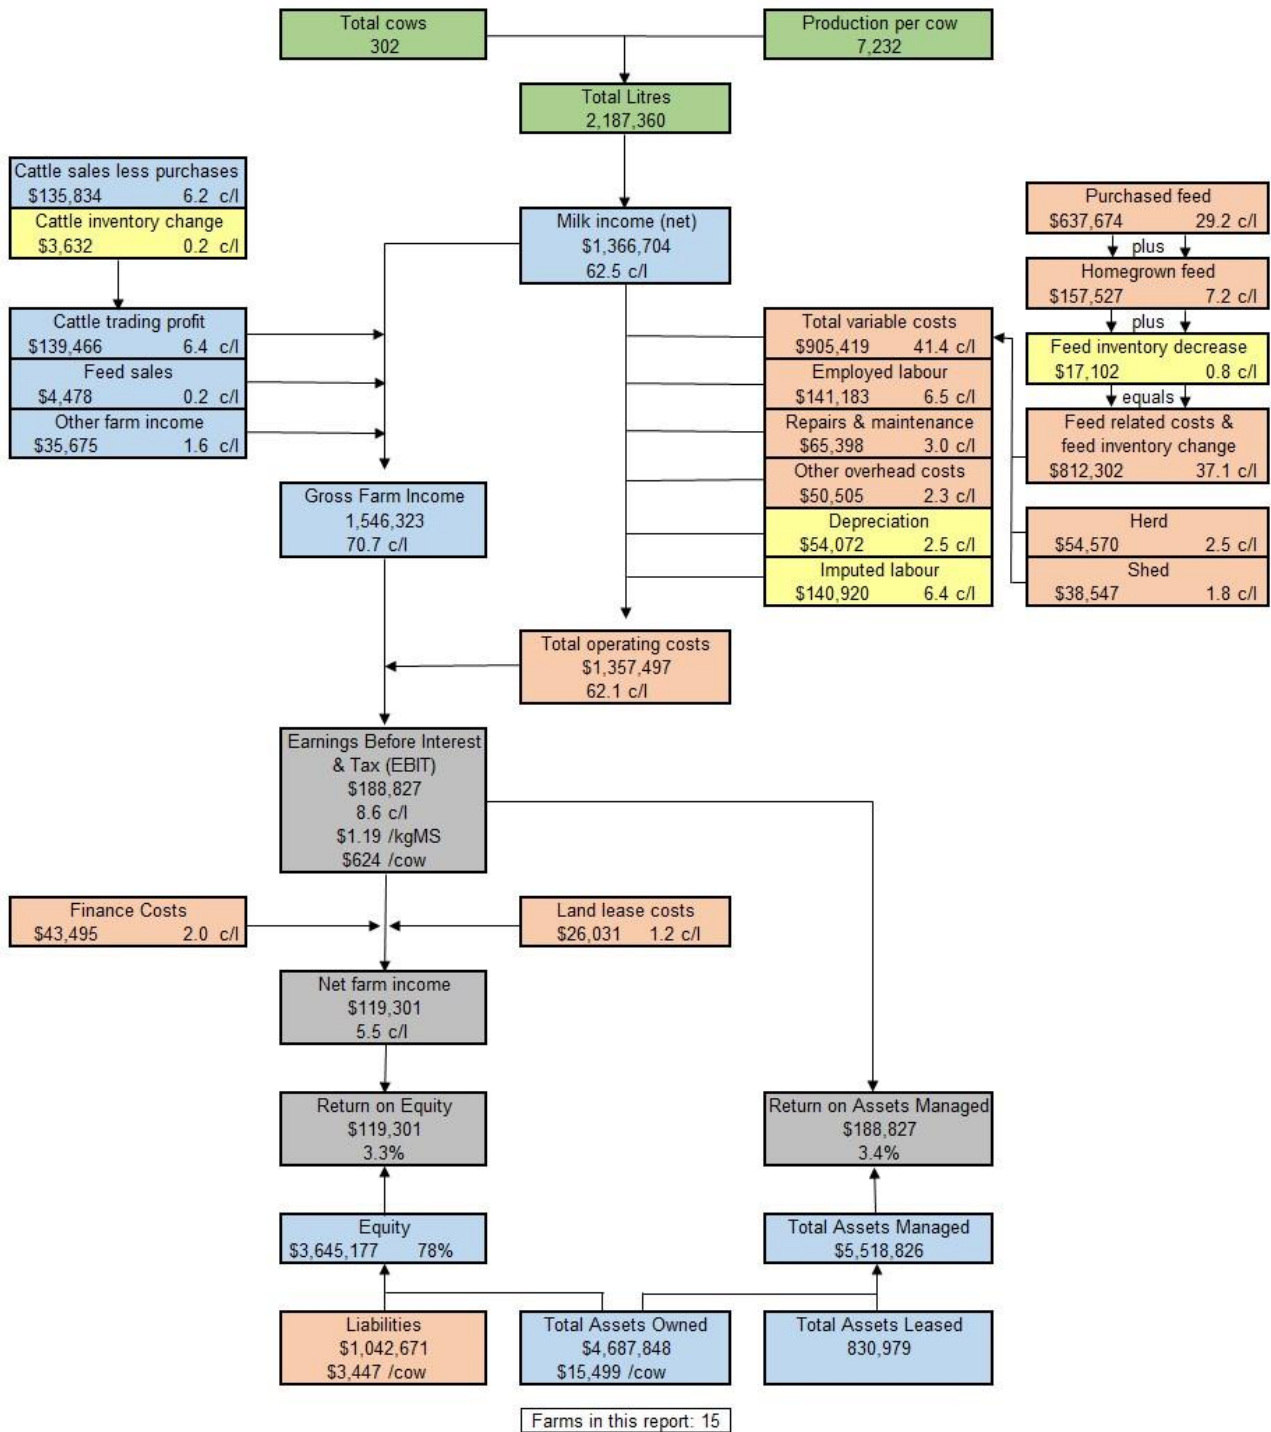 Total cows
302
Production per cow
7,232
Total Litres
2,187,360
Cattle sales less purchases
$135,834 6.2 c/l
Cattle inventory change
$3,632 0.2 c/l
Milk income (net)
$1,366,704
62.5 c/l
Purchased feed
$637,674 29.2 c/l
plus
Homegrown feed
$157,527 7.2 c/l
plus
Feed inventory decrease
$17,102 0.8 c/l
equals
Feed related costs &
feed inventory change
$812,302 37.1 c/l
Cattle trading profit
$139,466 6.4 c/l
Feed sales
$4,478 0.2 c/l
Other farm income
$35,675 1.6 c/l
Total variable costs
$905,419 41.4 c/l
Employed labour
$141,183 6.5 c/l
Repairs & maintenance
$65,398 3.0 c/l
Other overhead costs
$50,505 2.3 c/l
Depreciation
$54,072 2.5 c/l
Imputed labour
$140,920 6.4 c/l
Herd
$54,570 2.5 c/l
Shed
$38,547 1.8 c/l
Gross Farm Income
1,546,323
70.7 c/l
Total operating costs
$1,357,497
62.1 c/l
Earnings Before Interest
& Tax (EBIT)
$188,827
8.6 c/l
$1.19 /kgMS
$624 /cow
Finance Costs
$43,495 2.0 c/l
Land lease costs
$26,031 1.2 c/l
Net farm income
$119,301
5.5 c/l
Return on Equity
$119,301
3.3%
Return on Assets Managed
$188,827
3.4%
Equity
$3,645,177 78%
Total Assets Managed
$5,518,826
Liabilities
$1,042,671
$3,447 /cow
Total Assets Owned
$4,687,848
$15,499 /cow
Total Assets Leased
830,979
Farms in this report: 15